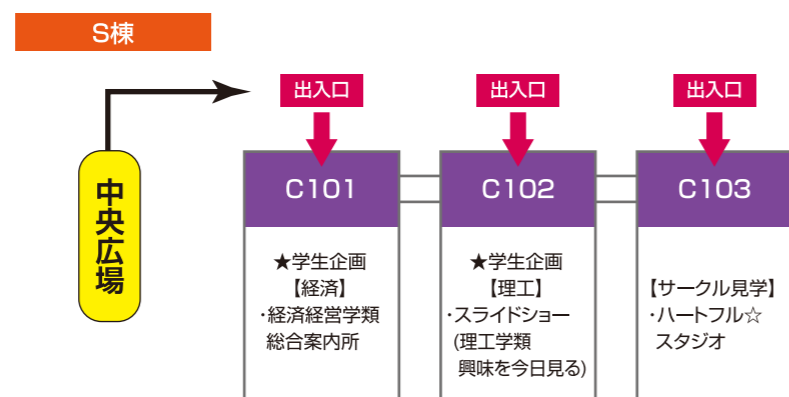 S棟
出入口
出入口
出入口
中央広場
C101
C102
C103
★学生企画
【経済】
・経済経営学類
総合案内所
★学生企画
【理工】
・スライドショー
(理工学類
興味を今日見る)
【サークル見学】
・ハートフル☆
スタジオ